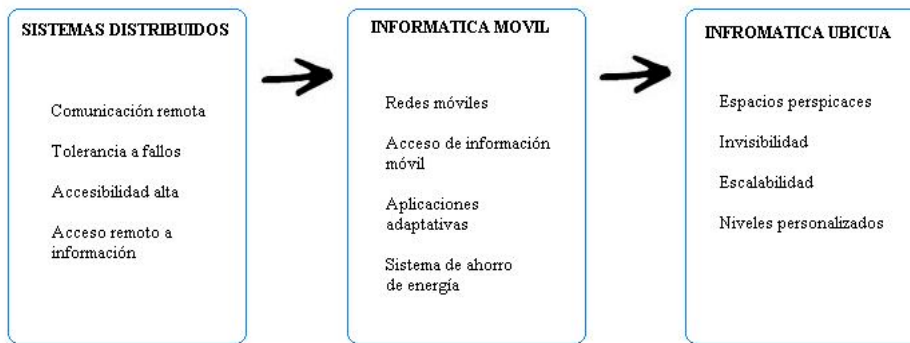 SISTEMAS DISTRIBUIDOS
Comunicación remota
Tolerancia a fallos
Accesibilidad alta
Acceso remoto a
información
INFORMATICA MOVIL
Redes móviles
Acceso de información
móvil
Aplicaciones
adaptativas
Sistema de ahorro
de energía
INFROMATICA UBICUA
Espacios perspicaces
Invisibilidad
Escalabilidad
Niveles personalizados